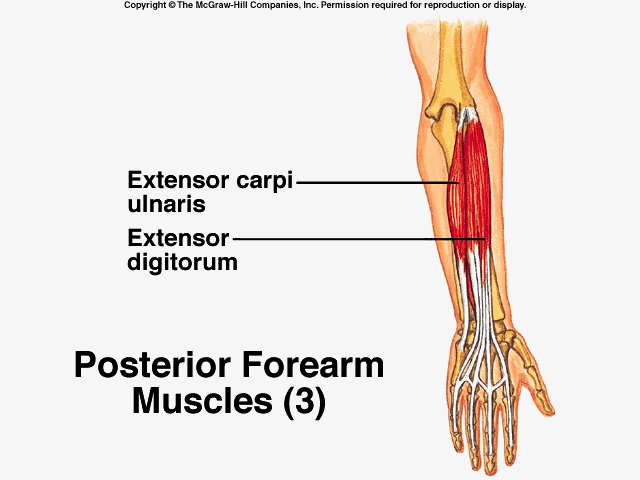 Copyright © The McGraw-Hill Companies, Inc. Permission required for reproduction or display.
Extensor carpi
ulnaris
Extensor
digitorum
Posterior Forearm
Muscles (3)